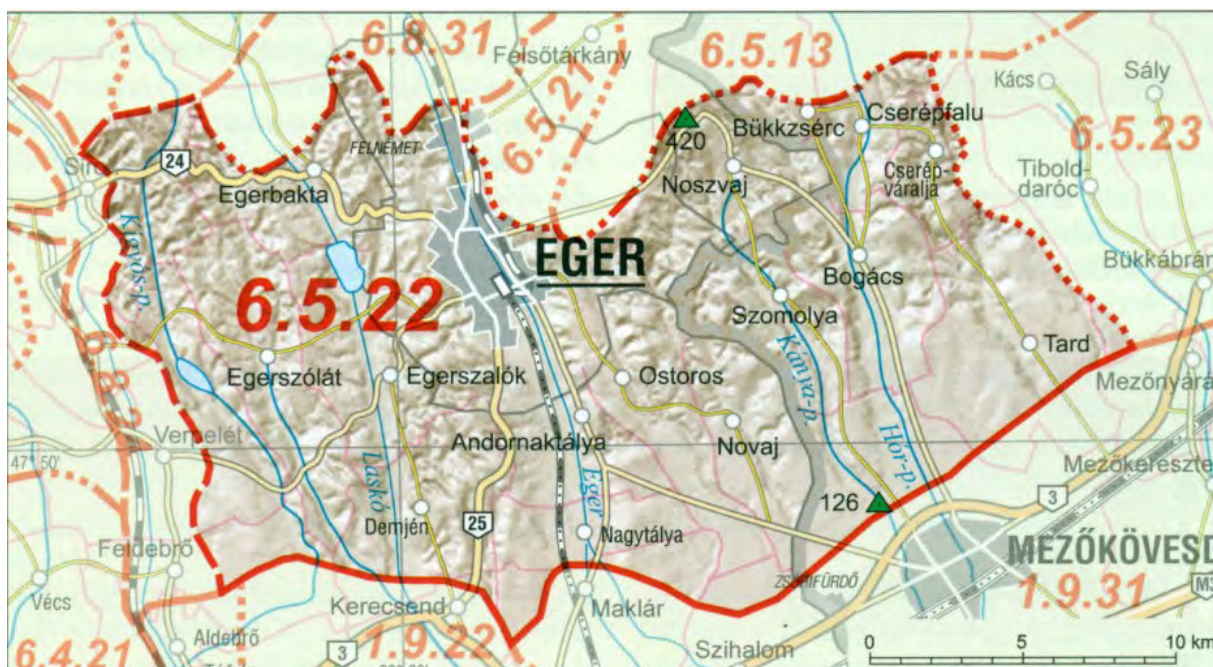 6.8.31
Felsőtárkány
6.5.21
6.5.13
Kács
Sály
6.5.23
Bükkzsérc
Cserépfalu
420
FELNÉMET
24
Egerbakta
Noszvaj
Cserép-
váralja
Tibold-
daróc
EGER
Bogács
Bükkábrán
6.5.22
Szomolya
Tard
Egerszólát
Egerszalók
Ostoros
Kánya-p.
Mezőnyárá
Verpelét
Andornaktálya
Novaj
Hór-p.
47° 50'
Laskó
Eger
Mezőkereszte
126
3
Demjén
25
Nagytálya
MEZŐKÖVESD
Feldebrő
ZSÓRIFÜRDŐ
1.9.31
M3
Vécs
Kerecsend
Maklár
Aldebrő
1.9.22
6.4.21
3
Szihalom
0 5 10 km